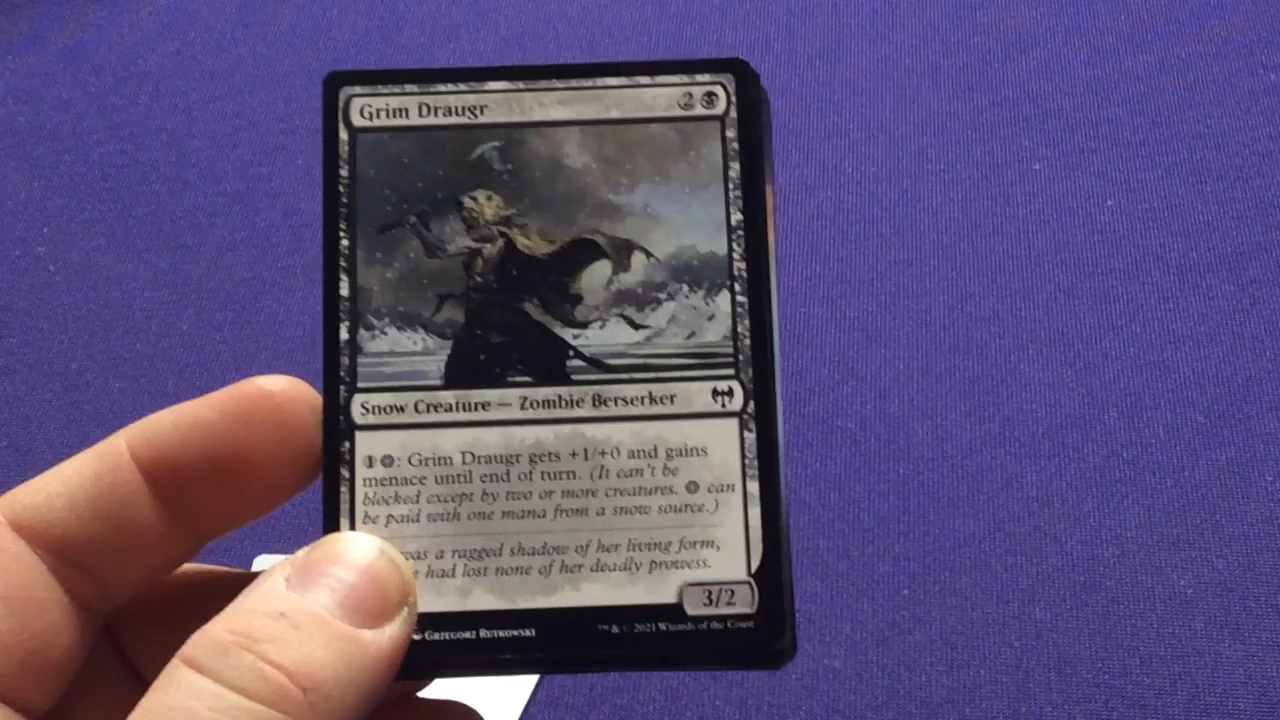 Grim Draugr 2
Snow Creature — Zombie Berserker
1 : Grim Draugr gets +1/+0 and gains
menace until end of turn. (It can't be
blocked except by two or more creatures. can
be paid with one mana from a snow source.)
was a ragged shadow of her living form,
had lost none of her deadly prowess.
3/2
GRZEGORZ RUTKOWSKI ™ & © 2021 Wizards of the Coast